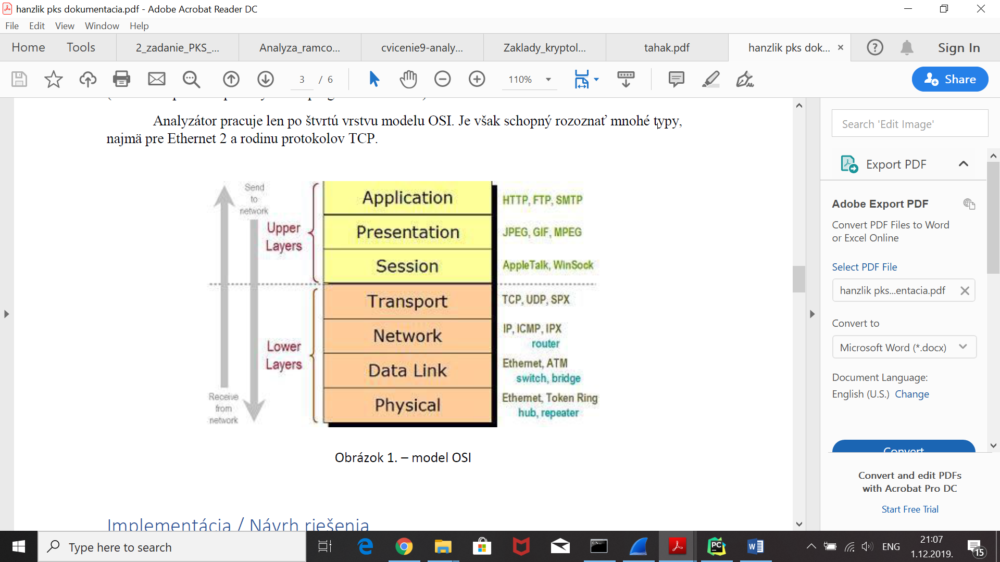 hanzlik pks dokumentacia.pdf - Adobe Acrobat Reader DC
File Edit View Window Help
Home Tools 2_zadanie_PKS_... Analyza_ramco... cvicenie9-analy... Zaklady_kryptol... tahak.pdf hanzlik pks dok... Sign In
3 / 6 110% Share
Analyzátor pracuje len po štvrtú vrstvu modelu OSI. Je však schopný rozoznať mnohé typy,
najmä pre Ethernet 2 a rodinu protokolov TCP.
Send
to
network
Upper
Layers
Lower
Layers
Receive
from
network
Application HTTP, FTP, SMTP
Presentation JPEG, GIF, MPEG
Session AppleTalk, WinSock
Transport TCP, UDP, SPX
Network IP, ICMP, IPX
router
Data Link Ethernet, ATM
switch, bridge
Physical Ethernet, Token Ring
hub, repeater
Obrázok 1. – model OSI
Implementácia / Návrh riešenia
Search 'Edit Image'
Export PDF
Adobe Export PDF
Convert PDF Files to Word
or Excel Online
Select PDF File
hanzlik pks...entacia.pdf
Convert to
Microsoft Word (*.docx)
Document Language:
English (U.S.) Change
Convert
Convert and edit PDFs
with Acrobat Pro DC
Start Free Trial
Type here to search
PC
ENG
21:07
1.12.2019.
15